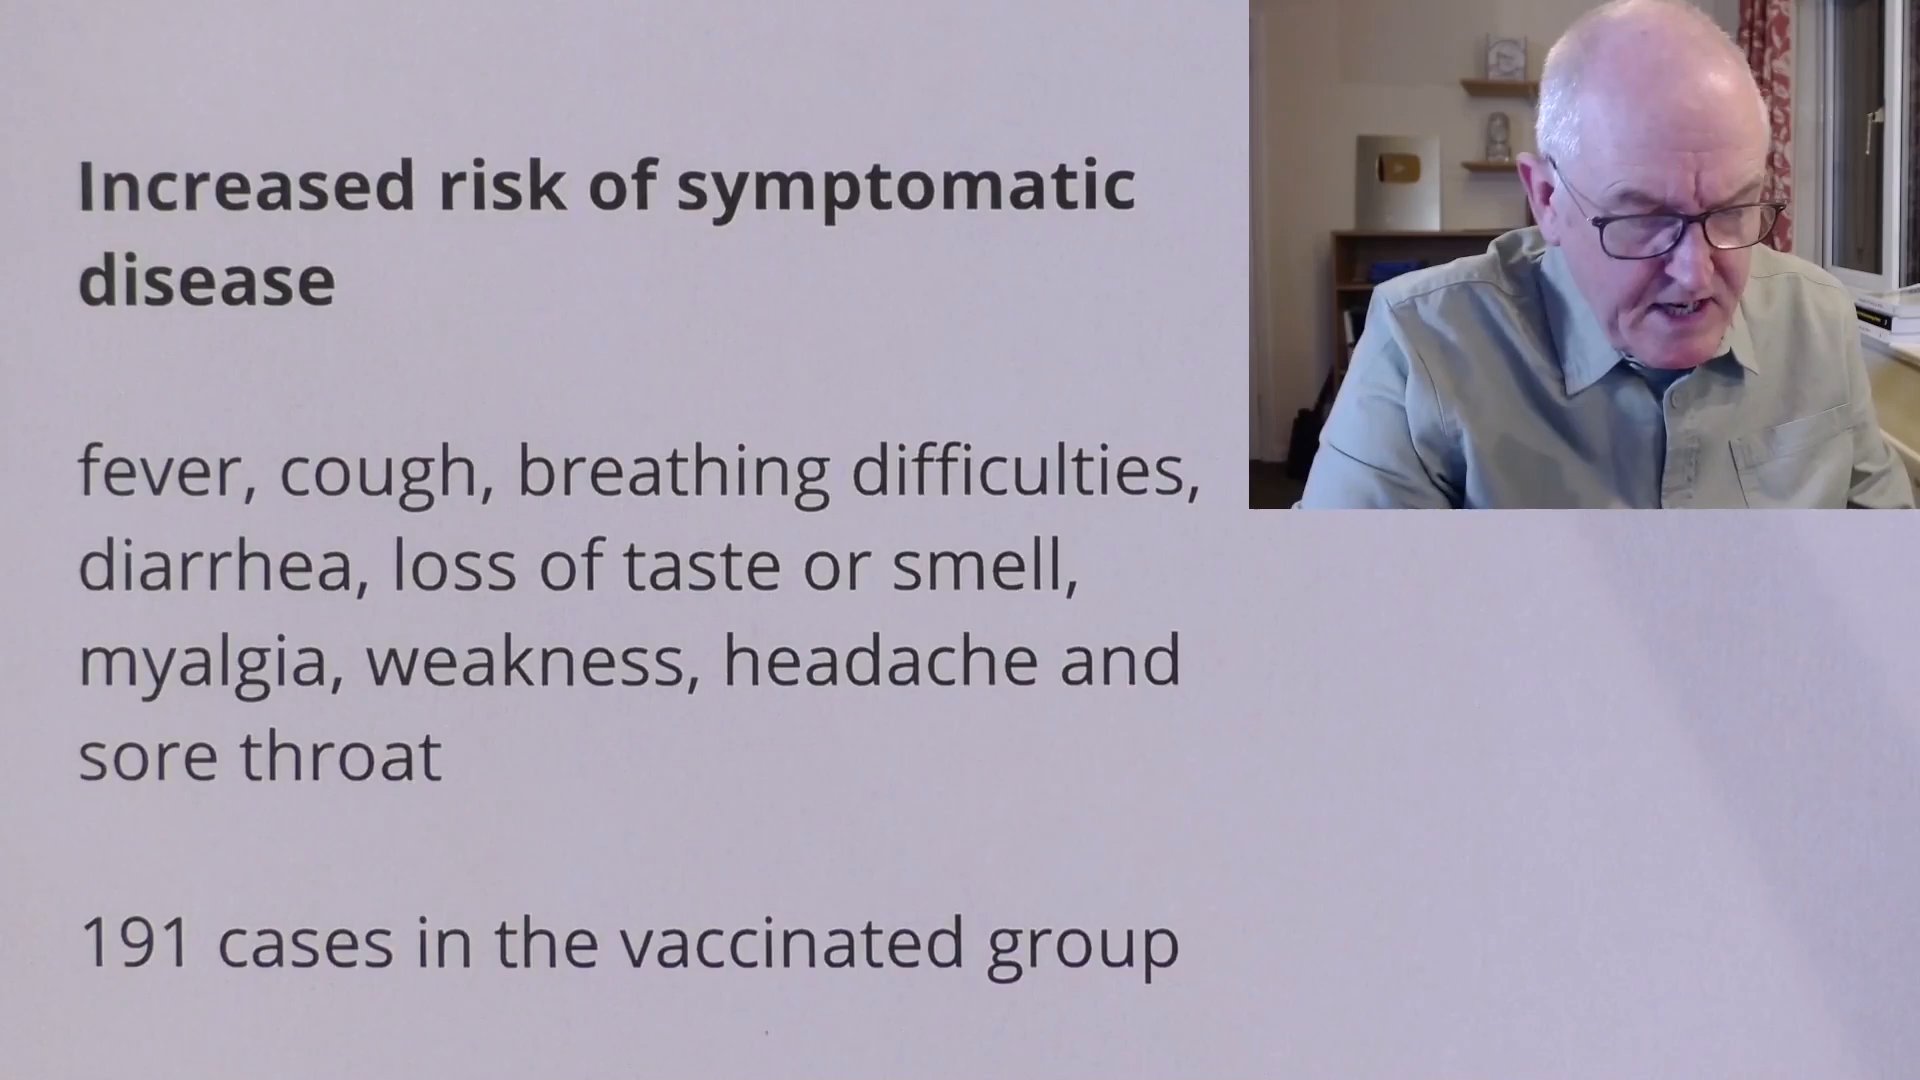 Increased risk of symptomatic
disease
fever, cough, breathing difficulties,
diarrhea, loss of taste or smell,
myalgia, weakness, headache and
sore throat
191 cases in the vaccinated group